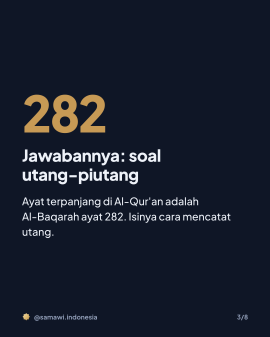 282
Jawabannya: soal
utang–piutang
Ayat terpanjang di Al-Qur'an adalah
Al-Baqarah ayat 282. Isinya cara mencatat
utang.
@samawi.indonesia
3/8